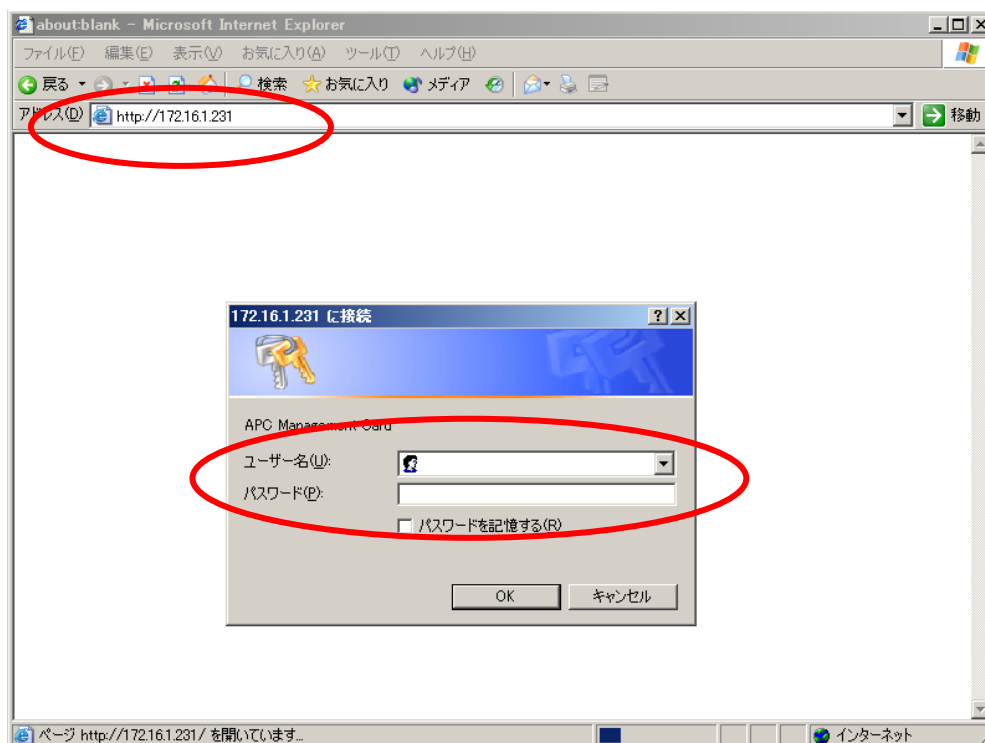 about:blank - Microsoft Internet Explorer
ファイル(F) 編集(E) 表示(V) お気に入り(A) ツール(T) ヘルプ(H)
戻る 検索 お気に入り メディア
アドレス(D) http://172.16.1.231 移動
172.16.1.231 に接続
APC Management Card
ユーザー名(U):
パスワード(P):
パスワードを記憶する(R)
OK キャンセル
ページ http://172.16.1.231/ を開いています... インターネット